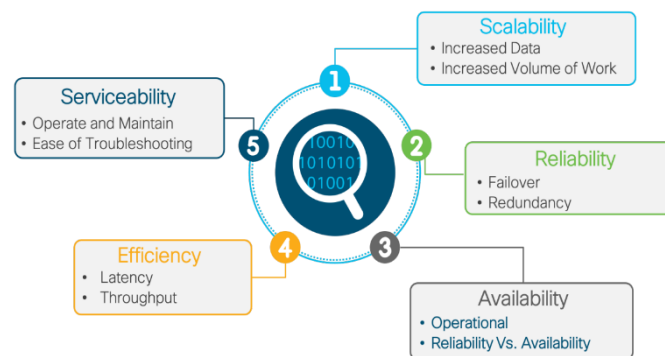 Scalability
• Increased Data
• Increased Volume of Work
1
Serviceability
• Operate and Maintain
• Ease of Troubleshooting
5
10010
1010101
01001
2
Reliability
• Failover
• Redundancy
4
3
Efficiency
• Latency
• Throughput
Availability
• Operational
• Reliability Vs. Availability